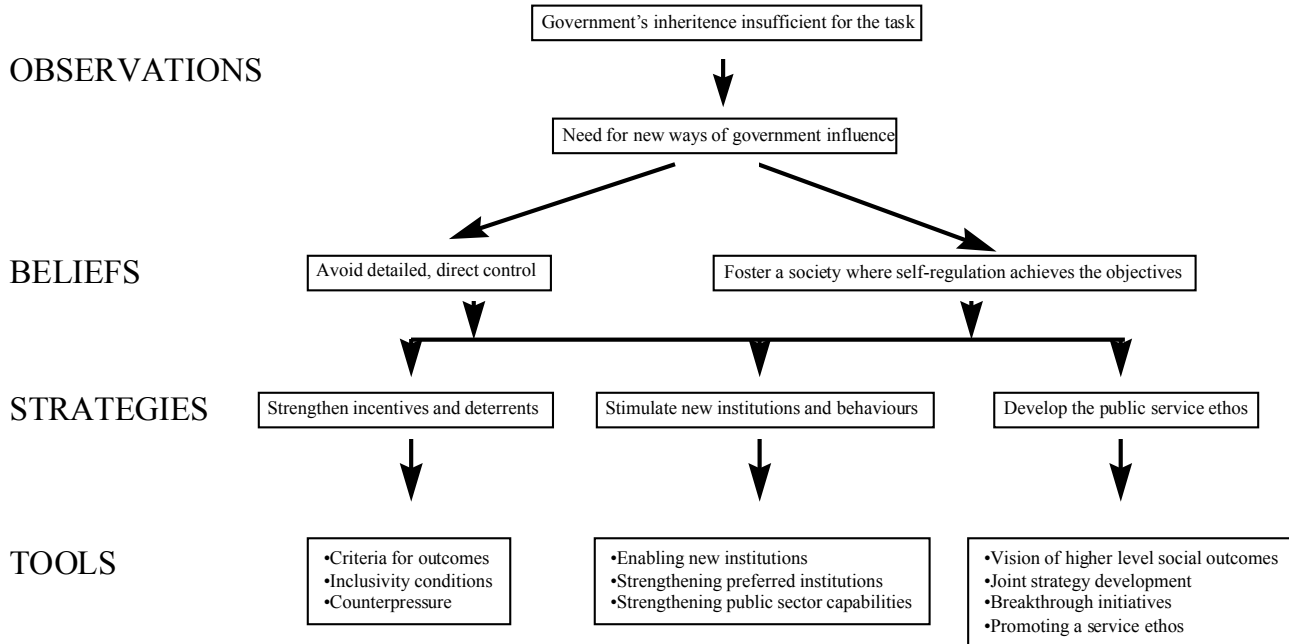 Government’s inheritence insufficient for the task
OBSERVATIONS
Need for new ways of government influence
BELIEFS
Avoid detailed, direct control
Foster a society where self-regulation achieves the objectives
STRATEGIES
Strengthen incentives and deterrents
Stimulate new institutions and behaviours
Develop the public service ethos
TOOLS
•Criteria for outcomes
•Inclusivity conditions
•Counterpressure
•Enabling new institutions
•Strengthening preferred institutions
•Strengthening public sector capabilities
•Vision of higher level social outcomes
•Joint strategy development
•Breakthrough initiatives
•Promoting a service ethos